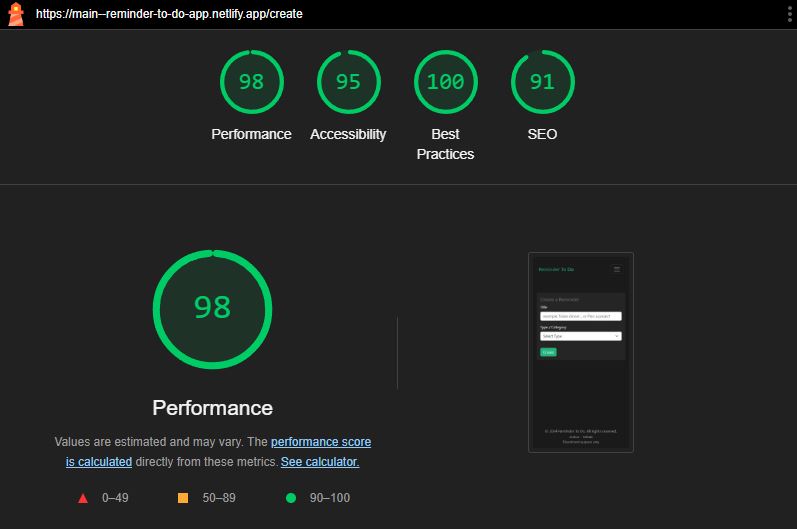 https://main--reminder-to-do-app.netlify.app/create
98 95 100 91
Performance Accessibility Best Practices SEO
98
Performance
Values are estimated and may vary. The performance score
is calculated directly from these metrics. See calculator.
0–49 50–89 90–100
Reminder To Do
Create a Reminder
Title
Type / Category
Select Type
Create